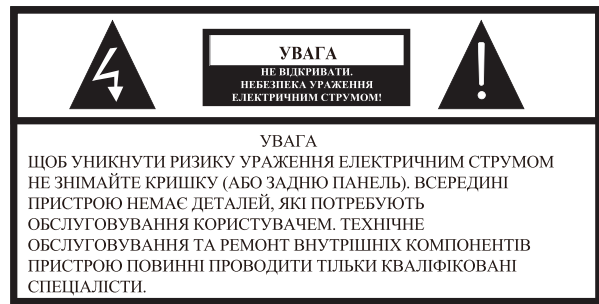 УВАГА
НЕ ВІДКРИВАТИ.
НЕБЕЗПЕКА УРАЖЕННЯ
ЕЛЕКТРИЧНИМ СТРУМОМ!
УВАГА
ЩОБ УНИКНУТИ РИЗИКУ УРАЖЕННЯ ЕЛЕКТРИЧНИМ СТРУМОМ
НЕ ЗНІМАЙТЕ КРИШКУ (АБО ЗАДНЮ ПАНЕЛЬ). ВСЕРЕДИНІ
ПРИСТРОЮ НЕМАЄ ДЕТАЛЕЙ, ЯКІ ПОТРЕБУЮТЬ
ОБСЛУГОВУВАННЯ КОРИСТУВАЧЕМ. ТЕХНІЧНЕ
ОБСЛУГОВУВАННЯ ТА РЕМОНТ ВНУТРІШНІХ КОМПОНЕНТІВ
ПРИСТРОЮ ПОВИННІ ПРОВОДИТИ ТІЛЬКИ КВАЛІФІКОВАНІ
СПЕЦІАЛІСТИ.